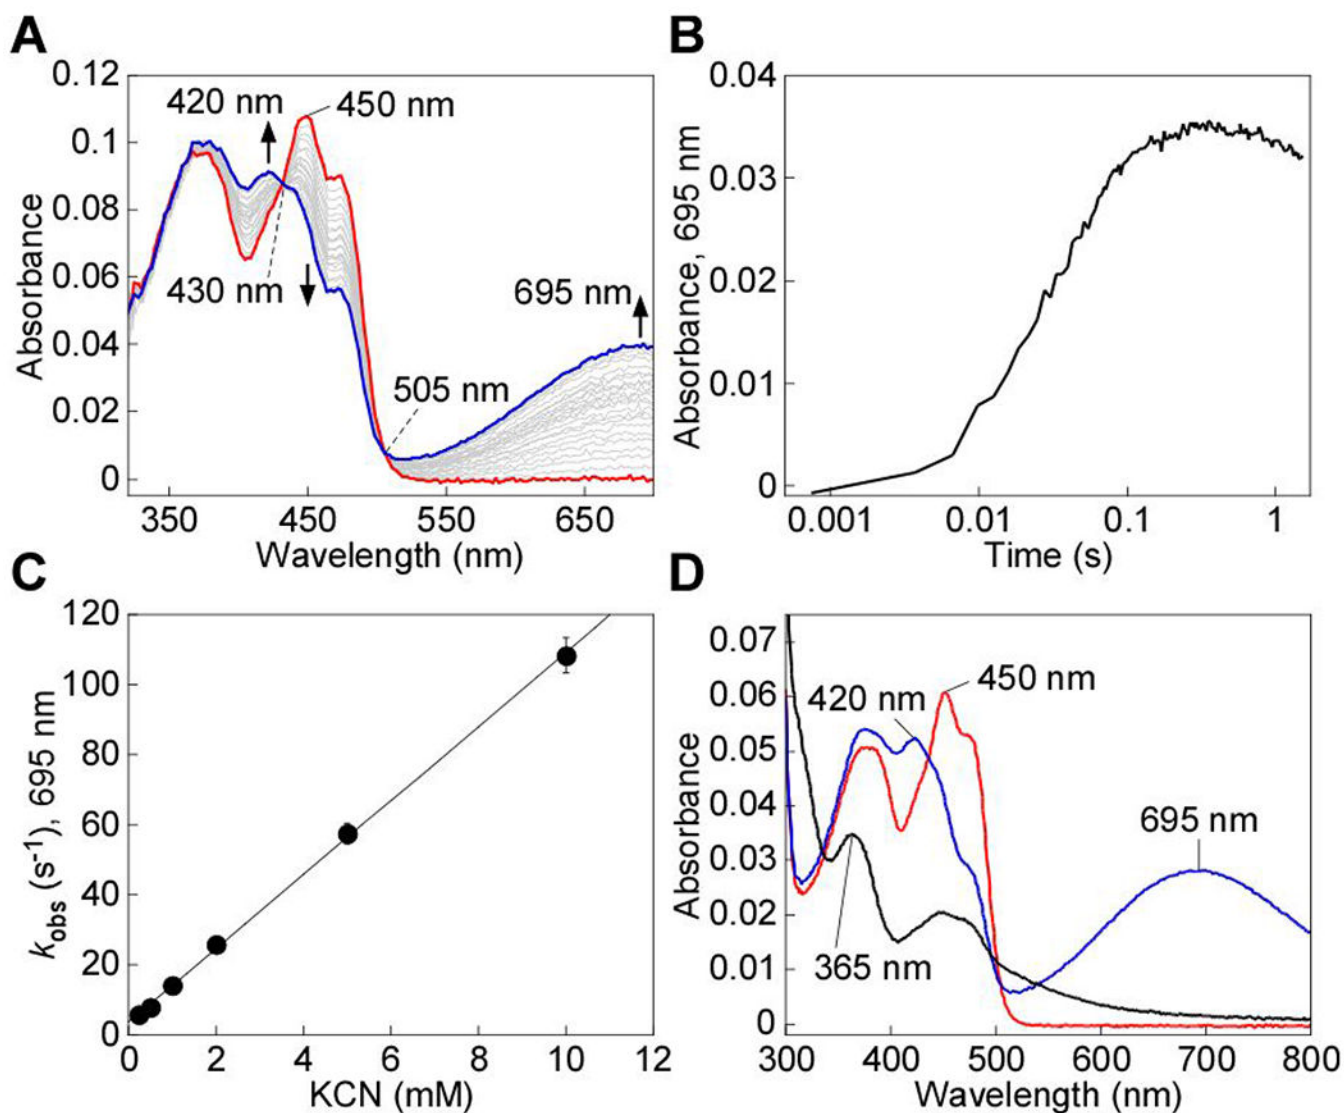 A
0.12
0.1
0.08
0.06
0.04
0.02
0
Absorbance
420 nm
450 nm
430 nm
505 nm
695 nm
350
450
550
650
Wavelength (nm)
B
0.04
0.03
0.02
0.01
0
Absorbance, 695 nm
0.001
0.01
0.1
1
Time (s)
C
120
100
80
60
40
20
0
kobs (s-1), 695 nm
0
2
4
6
8
10
12
KCN (mM)
D
0.07
0.06
0.05
0.04
0.03
0.02
0.01
0
Absorbance
420 nm
450 nm
695 nm
365 nm
300
400
500
600
700
800
Wavelength (nm)